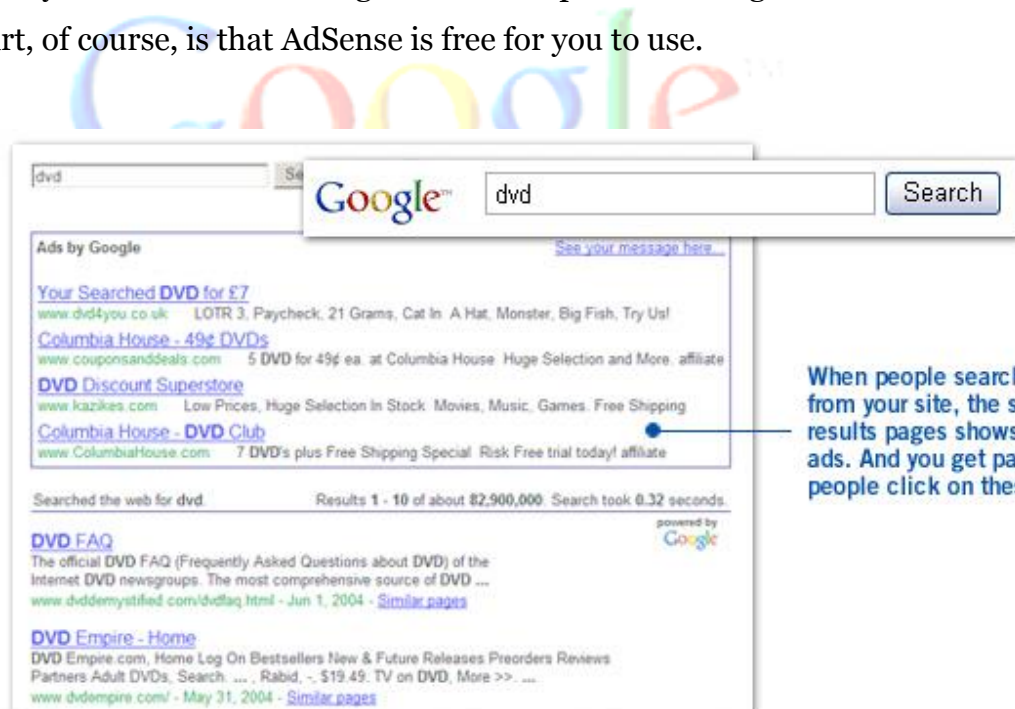 rt, of course, is that AdSense is free for you to use.
Google
dvd
Google™ dvd Search
Ads by Google See your message here...
Your Searched DVD for £7
www.dvd4you.co.uk LOTR 3, Paycheck, 21 Grams, Cat In A Hat, Monster, Big Fish, Try Us!
Columbia House - 49¢ DVDs
www.couponsanddeals.com 5 DVD for 49¢ ea. at Columbia House Huge Selection and More. affiliate
DVD Discount Superstore
www.kazikes.com Low Prices, Huge Selection In Stock Movies, Music, Games. Free Shipping
Columbia House - DVD Club
www.ColumbiaHouse.com 7 DVD's plus Free Shipping Special Risk Free trial today! affiliate
When people search
from your site, the s
results pages shows
ads. And you get pa
people click on thes
Searched the web for dvd. Results 1 - 10 of about 82,900,000. Search took 0.32 seconds.
powered by
Google
DVD FAQ
The official DVD FAQ (Frequently Asked Questions about DVD) of the
Internet DVD newsgroups. The most comprehensive source of DVD ...
www.dvddemystified.com/dvdfaq.html - Jun 1, 2004 - Similar pages
DVD Empire - Home
DVD Empire.com, Home Log On Bestsellers New & Future Releases Preorders Reviews
Partners Adult DVDs, Search. ... , Rabid, -, $19.49. TV on DVD, More >>. ...
www.dvdempire.com/ - May 31, 2004 - Similar pages